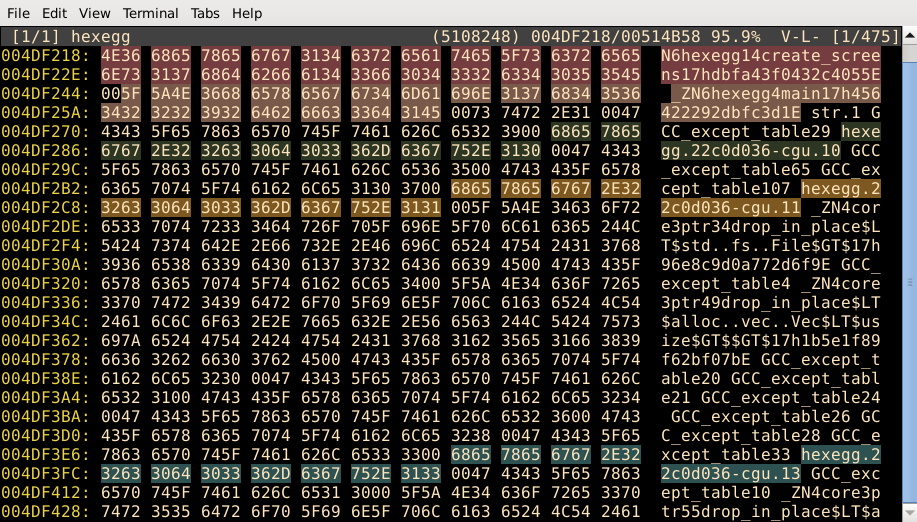 File Edit View Terminal Tabs Help
[1/1] hexegg (5108248) 004DF218/00514B58 95.9% V-L- [1/475]
004DF218: 4E36 6865 7865 6767 3134 6372 6561 7465 5F73 6372 6565 N6hexegg14create_scree
004DF22E: 6E73 3137 6864 6266 6134 3366 3034 3332 6334 3035 3545 ns17hdbfa43f0432c4055E
004DF244: 005F 5A4E 3668 6578 6567 6734 6D61 696E 3137 6834 3536 _ZN6hexegg4main17h456
004DF25A: 3432 3232 3932 6462 6663 3364 3145 0073 7472 2E31 0047 422292dbfc3d1E str.1 G
004DF270: 4343 5F65 7863 6570 745F 7461 626C 6532 3900 6865 7865 CC_except_table29 hexe
004DF286: 6767 2E32 3263 3064 3033 362D 6367 752E 3130 0047 4343 gg.22c0d036-cgu.10 GCC
004DF29C: 5F65 7863 6570 745F 7461 626C 6536 3500 4743 435F 6578 _except_table65 GCC_ex
004DF2B2: 6365 7074 5F74 6162 6C65 3130 3700 6865 7865 6767 2E32 cept_table107 hexegg.2
004DF2C8: 3263 3064 3033 362D 6367 752E 3131 005F 5A4E 3463 6F72 2c0d036-cgu.11 _ZN4cor
004DF2DE: 6533 7074 7233 3464 726F 705F 696E 5F70 6C61 6365 244C e3ptr34drop_in_place$L
004DF2F4: 5424 7374 642E 2E66 732E 2E46 696C 6524 4754 2431 3768 T$std..fs..File$GT$17h
004DF30A: 3936 6538 6339 6430 6137 3732 6436 6639 4500 4743 435F 96e8c9d0a772d6f9E GCC_
004DF320: 6578 6365 7074 5F74 6162 6C65 3400 5F5A 4E34 636F 7265 except_table4 _ZN4core
004DF336: 3370 7472 3439 6472 6F70 5F69 6E5F 706C 6163 6524 4C54 3ptr49drop_in_place$LT
004DF34C: 2461 6C6C 6F63 2E2E 7665 632E 2E56 6563 244C 5424 7573 $alloc..vec..Vec$LT$us
004DF362: 697A 6524 4754 2424 4754 2431 3768 3162 3565 3166 3839 ize$GT$$GT$17h1b5e1f89
004DF378: 6636 3262 6630 3762 4500 4743 435F 6578 6365 7074 5F74 f62bf07bE GCC_except_t
004DF38E: 6162 6C65 3230 0047 4343 5F65 7863 6570 745F 7461 626C able20 GCC_except_tabl
004DF3A4: 6532 3100 4743 435F 6578 6365 7074 5F74 6162 6C65 3234 e21 GCC_except_table24
004DF3BA: 0047 4343 5F65 7863 6570 745F 7461 626C 6532 3600 4743 GCC_except_table26 GC
004DF3D0: 435F 6578 6365 7074 5F74 6162 6C65 3238 0047 4343 5F65 C_except_table28 GCC_e
004DF3E6: 7863 6570 745F 7461 626C 6533 3300 6865 7865 6767 2E32 xcept_table33 hexegg.2
004DF3FC: 3263 3064 3033 362D 6367 752E 3133 0047 4343 5F65 7863 2c0d036-cgu.13 GCC_exc
004DF412: 6570 745F 7461 626C 6531 3000 5F5A 4E34 636F 7265 3370 ept_table10 _ZN4core3p
004DF428: 7472 3535 6472 6F70 5F69 6E5F 706C 6163 6524 4C54 2461 tr55drop_in_place$LT$a